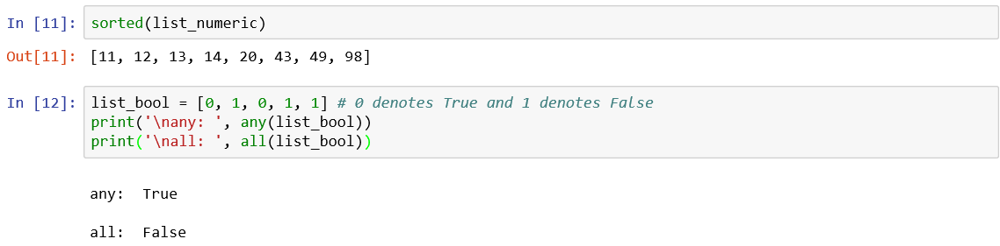 In [11]: sorted(list_numeric)
Out[11]: [11, 12, 13, 14, 20, 43, 49, 98]
In [12]: list_bool = [0, 1, 0, 1, 1] # 0 denotes True and 1 denotes False
print('\nany: ', any(list_bool))
print('\nall: ', all(list_bool))
any:  True
all:  False